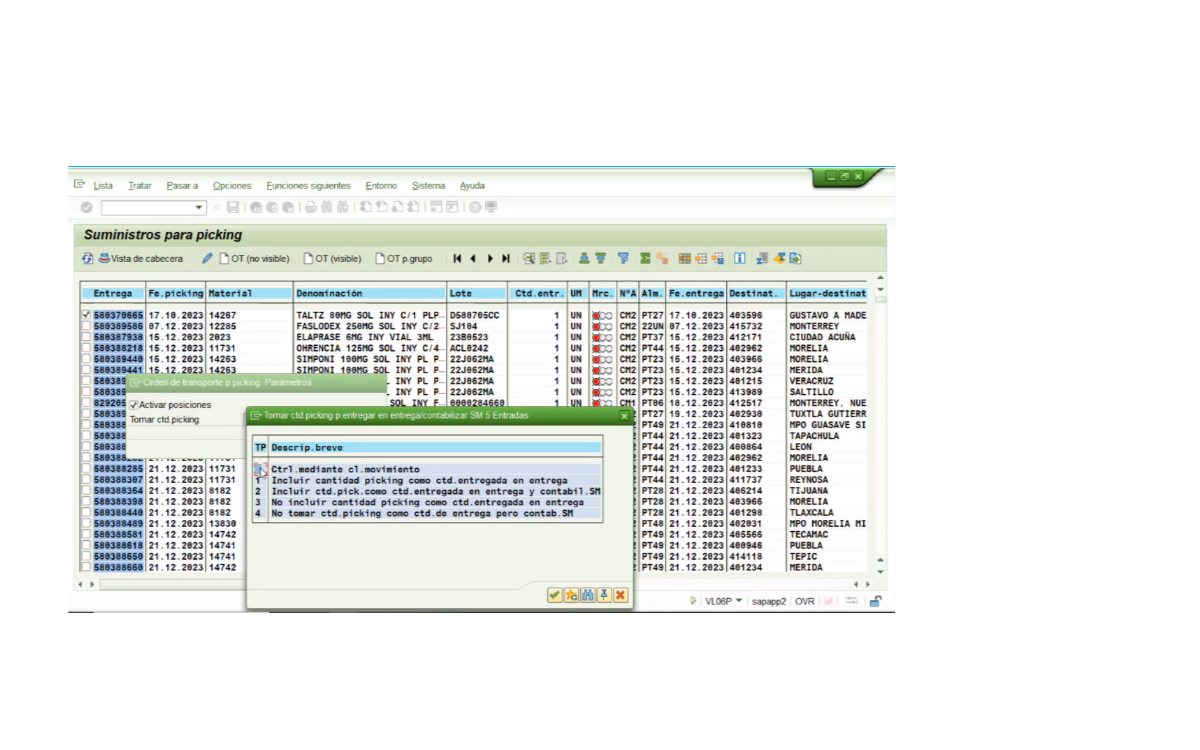 Lista Tratar Pasar a Opciones Funciones siguientes Entorno Sistema Ayuda
Suministros para picking
Vista de cabecera OT (no visible) OT (visible) OT p.grupo
Entrega Fe.picking Material Denominación Lote Ctd.entr. UM Mrc. NºA Alm. Fe.entrega Destinat. Lugar-destinat
580370665 17.10.2023 14267 TALTZ 80MG SOL INY C/1 PLP D580705CC 1 UN CM2 PT27 17.10.2023 403596 GUSTAVO A MADE
580389586 07.12.2023 12285 FASLODEX 250MG SOL INY C/2 SJ104 1 UN CM2 22UN 07.12.2023 415732 MONTERREY
580387938 15.12.2023 2023 ELAPRASE 6MG INY VIAL 3ML 23B0523 1 UN CM2 PT37 15.12.2023 412771 CIUDAD ACUÑA
580388218 15.12.2023 11731 OHRENCIA 125MG SOL INY C/4 ACL0242 1 UN CM2 PT44 15.12.2023 402962 MORELIA
580389440 15.12.2023 14263 SIMPONI 100MG SOL INY PL P 22J062MA 1 UN CM2 PT23 15.12.2023 403966 MORELIA
580389441 15.12.2023 14263 SIMPONI 100MG SOL INY PL P 22J062MA 1 UN CM2 PT23 15.12.2023 401234 MERIDA
580389 SOL INY PL P 22J062MA 1 UN CM2 PT23 15.12.2023 401215 VERACRUZ
580389 SOL INY PL P 22J062MA 1 UN CM2 PT23 15.12.2023 413989 SALTILLO
829205 SOL INY F 0000284660 1 UN CM1 PT06 18.12.2023 412517 MONTERREY. NUE
580389 PT27 19.12.2023 402930 TUXTLA GUTIERR
580388 PT49 21.12.2023 410810 MPO GUASAVE SI
580388 PT44 21.12.2023 401323 TAPACHULA
580388 PT44 21.12.2023 400864 LEON
PT44 21.12.2023 402962 MORELIA
580388285 21.12.2023 11731 PT44 21.12.2023 401233 PUEBLA
580388307 21.12.2023 11731 PT44 21.12.2023 411737 REYNOSA
580388364 21.12.2023 8182 PT28 21.12.2023 406214 TIJUANA
580388398 21.12.2023 8182 PT28 21.12.2023 403966 MORELIA
580388440 21.12.2023 8182 PT28 21.12.2023 401298 TLAXCALA
580388489 21.12.2023 13830 PT48 21.12.2023 402031 MPO MORELIA MI
580388581 21.12.2023 14742 PT49 21.12.2023 405566 TECAMAC
580388618 21.12.2023 14741 PT49 21.12.2023 400946 PUEBLA
580388650 21.12.2023 14741 PT49 21.12.2023 414118 TEPIC
580388660 21.12.2023 14742 PT49 21.12.2023 401234 MERIDA
Orden de transporte p.picking: Parámetros
Activar posiciones
Tomar ctd.picking
Tomar ctd.picking p.entregar en entrega/contabilizar SM 5 Entradas
TP Descrip.breve
Ctrl.mediante cl.movimiento
1 Incluir cantidad picking como ctd.entregada en entrega
2 Incluir ctd.pick.como ctd.entregada en entrega y contabil.SM
3 No incluir cantidad picking como ctd.entregada en entrega
4 No tomar ctd.picking como ctd.de entrega pero contab.SM
VL06P sapapp2 OVR